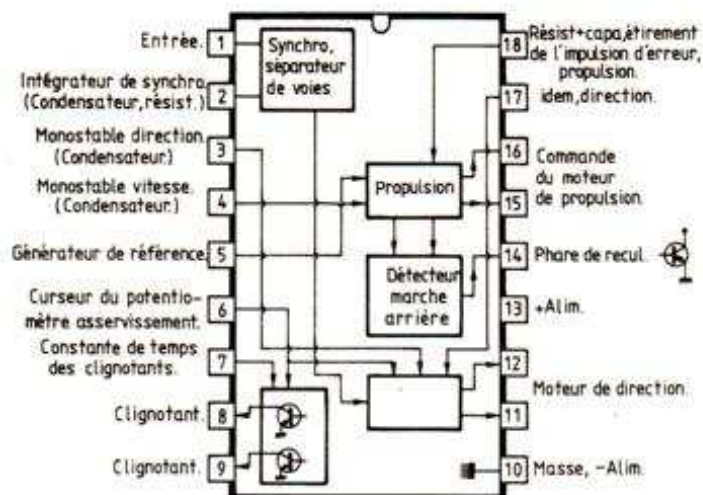 Entrée.
1
Intégrateur de synchro.
(Condensateur, résist.)
2
Monostable direction.
(Condensateur.)
3
Monostable vitesse.
(Condensateur.)
4
Générateur de référence.
5
Curseur du potentio-
mètre asservissement.
6
Constante de temps
des clignotants.
7
Clignotant.
8
Clignotant.
9
Synchro,
séparateur
de voies
Propulsion
Détecteur
marche
arrière
18
Résist+capa, étirement
de l'impulsion d'erreur,
propulsion.
17
idem, direction.
16
Commande
du moteur
de propulsion.
15
14
Phare de recul.
13
+Alim.
12
Moteur de direction.
11
10
Masse, -Alim.